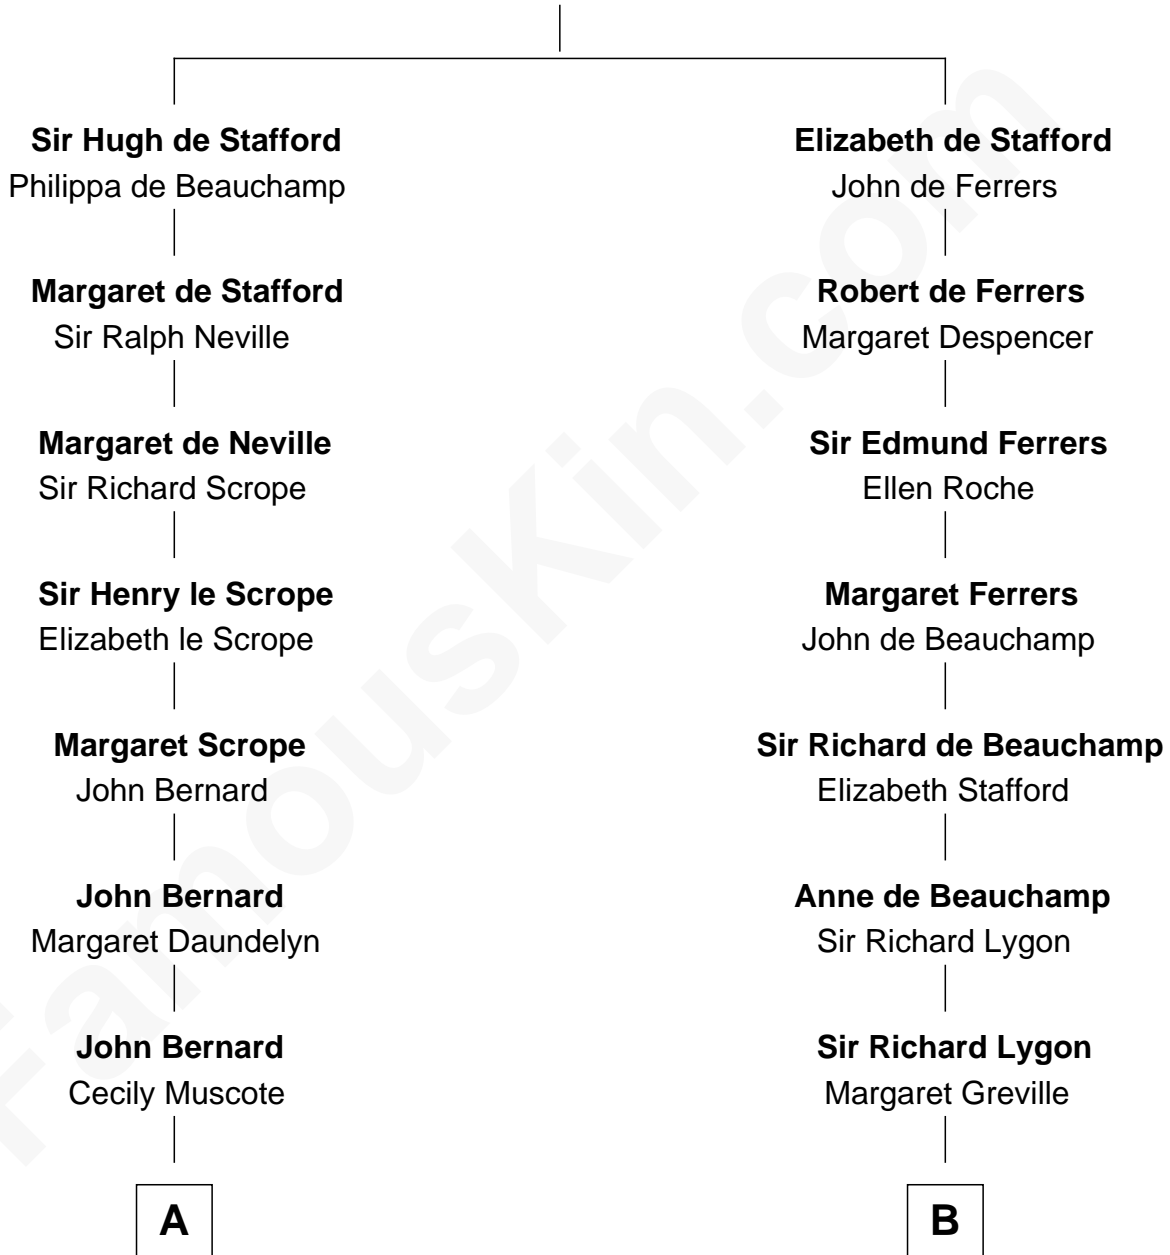 Sir Hugh de Stafford
Philippa de Beauchamp
Margaret de Stafford
Sir Ralph Neville
Margaret de Neville
Sir Richard Scrope
Sir Henry le Scrope
Elizabeth le Scrope
Margaret Scrope
John Bernard
John Bernard
Margaret Daundelyn
John Bernard
Cecily Muscote
A
Elizabeth de Stafford
John de Ferrers
Robert de Ferrers
Margaret Despencer
Sir Edmund Ferrers
Ellen Roche
Margaret Ferrers
John de Beauchamp
Sir Richard de Beauchamp
Elizabeth Stafford
Anne de Beauchamp
Sir Richard Lygon
Sir Richard Lygon
Margaret Greville
B
FamousKin.com